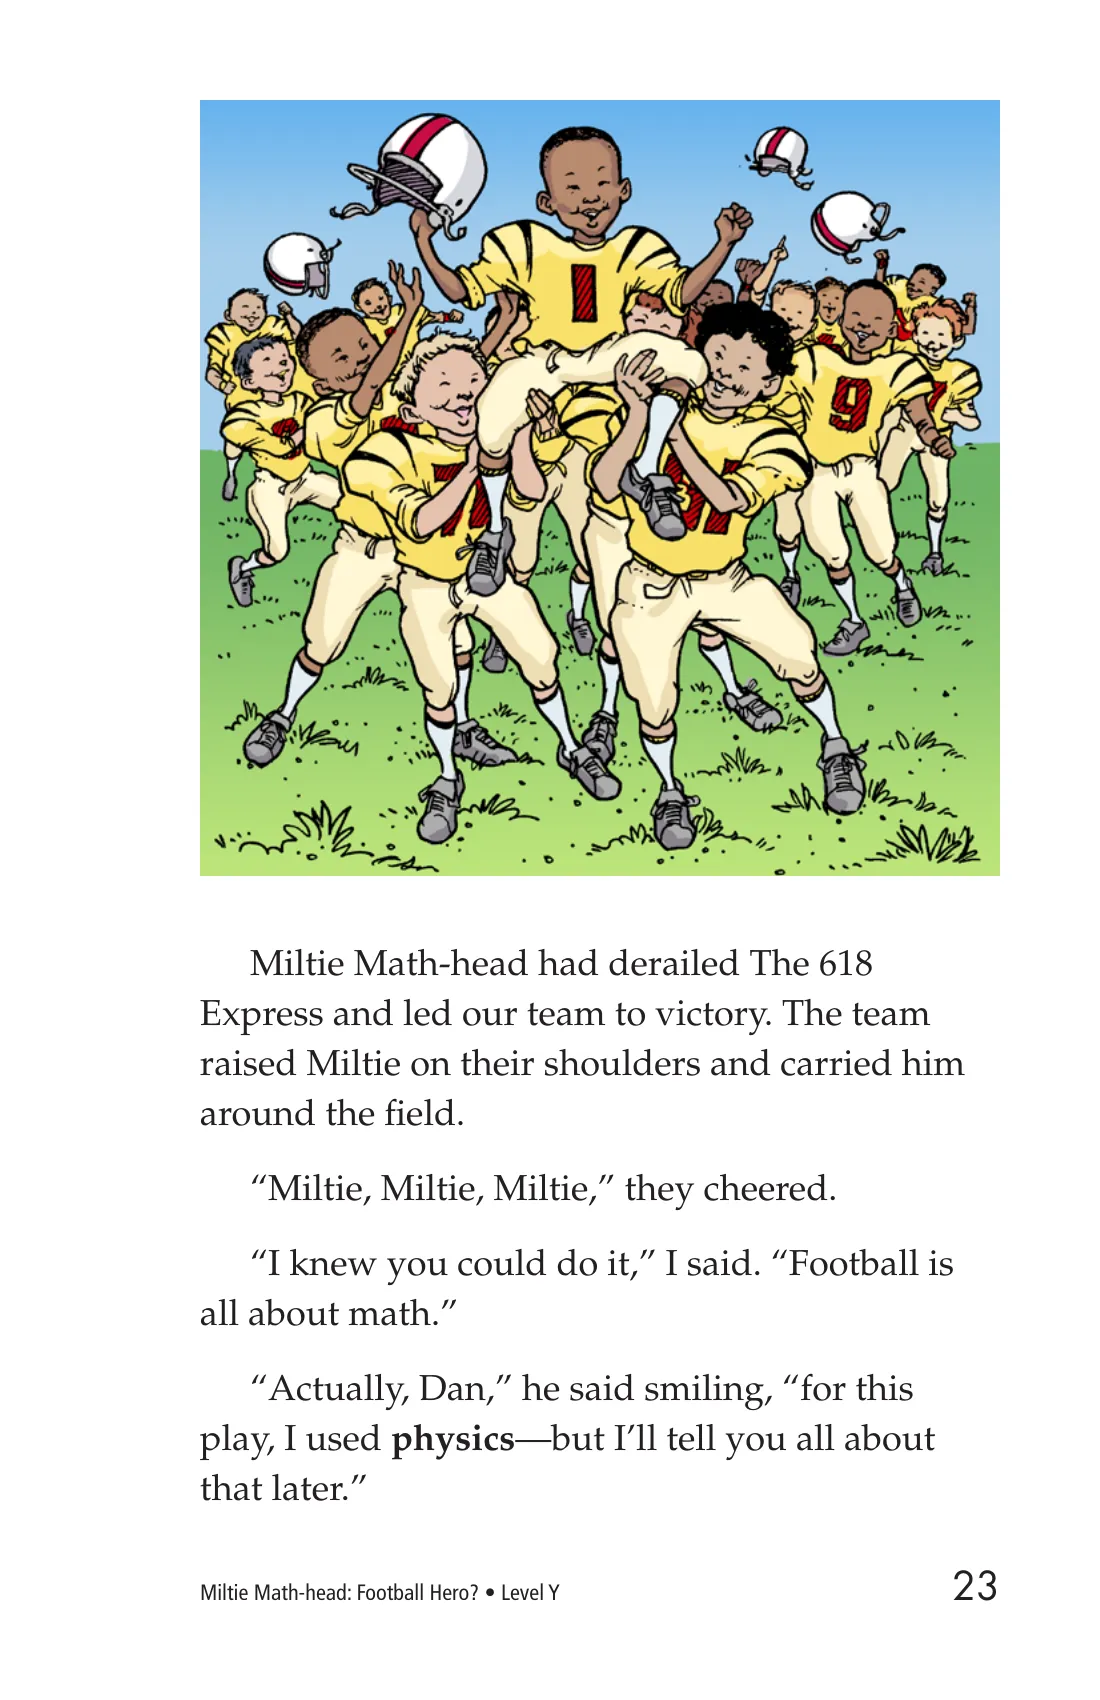 1
9
7
Miltie Math-head had derailed The 618
Express and led our team to victory. The team
raised Miltie on their shoulders and carried him
around the field.
“Miltie, Miltie, Miltie,” they cheered.
“I knew you could do it,” I said. “Football is
all about math.”
“Actually, Dan,” he said smiling, “for this
play, I used physics—but I’ll tell you all about
that later.”
Miltie Math-head: Football Hero? • Level Y
23